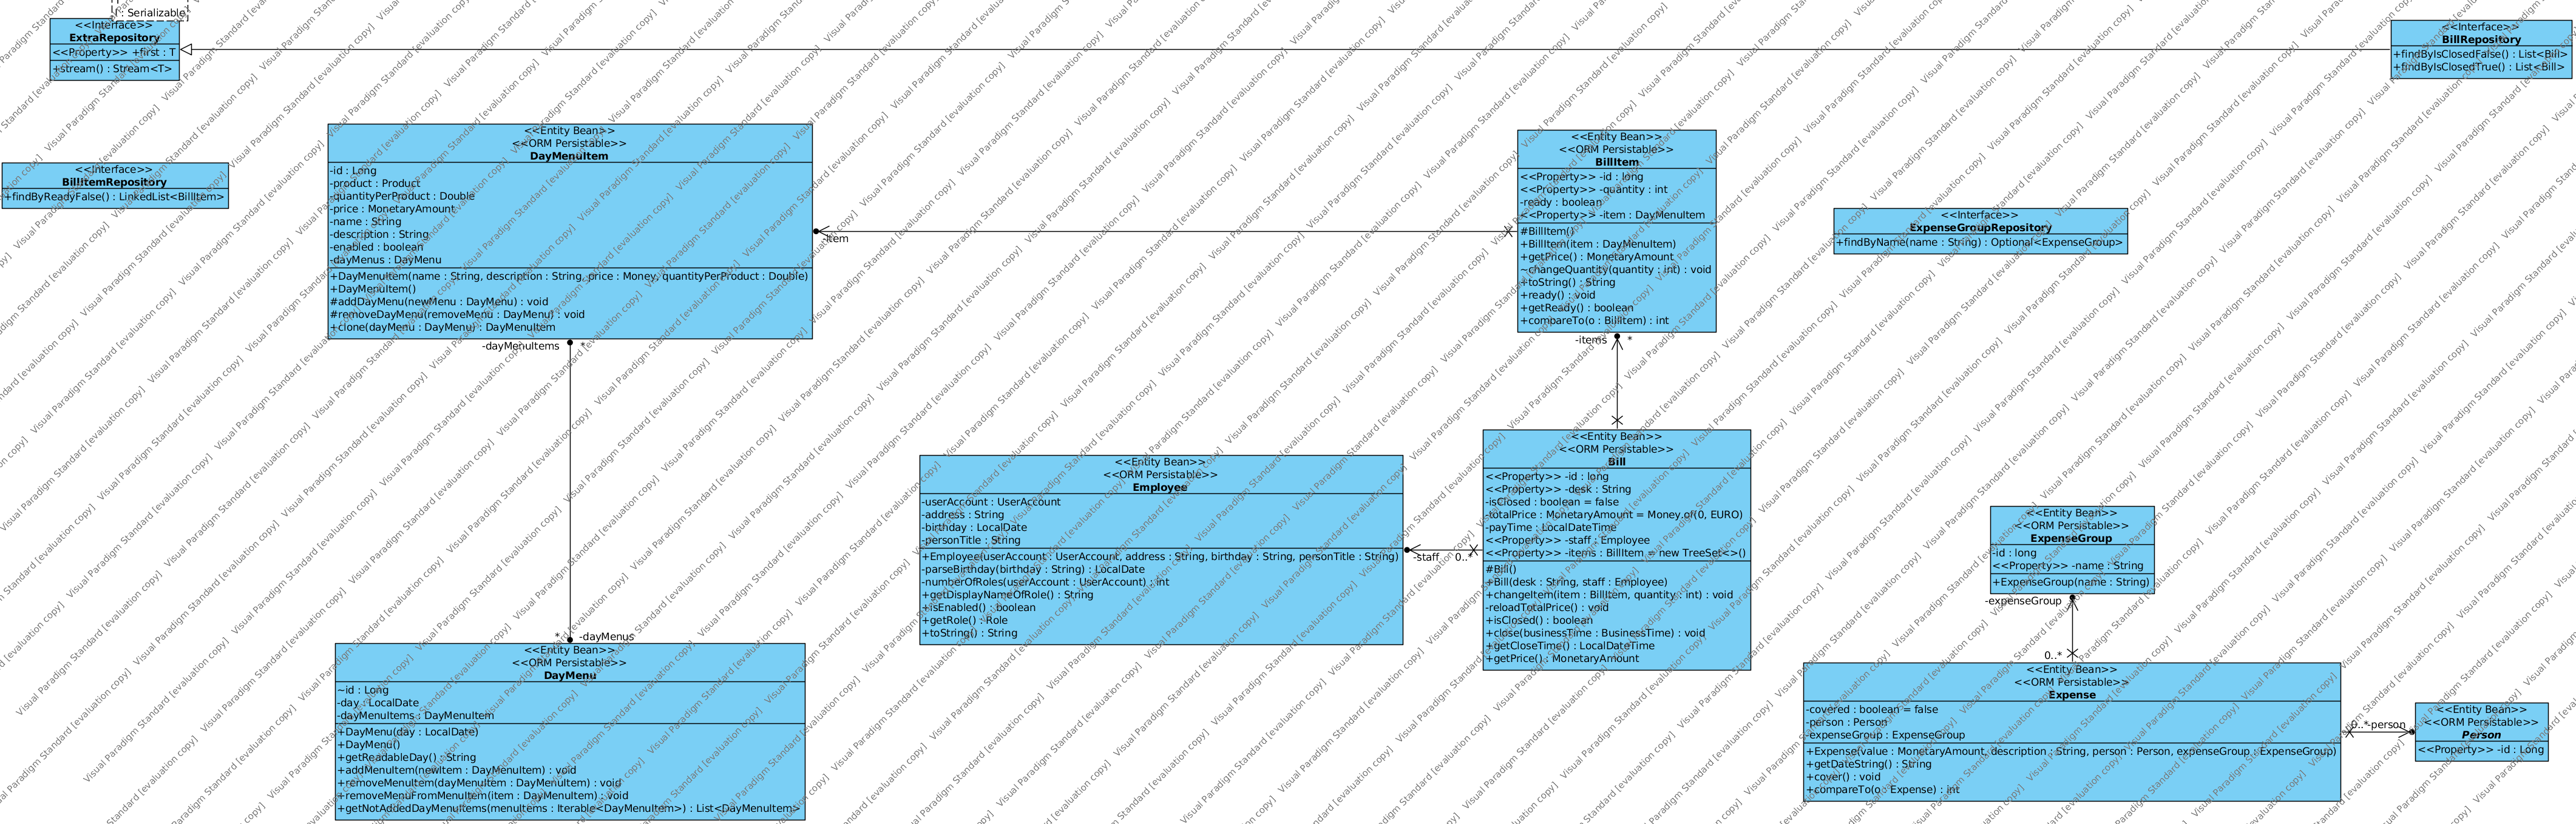 : Serializable
<<Interface>>
ExtraRepository
<<Property>> +first : T
+stream() : Stream<T>
<<Interface>>
BillRepository
+findByIsClosedFalse() : List<Bill>
+findByIsClosedTrue() : List<Bill>
<<Interface>>
BillItemRepository
+findByReadyFalse() : LinkedList<BillItem>
<<Entity Bean>>
<<ORM Persistable>>
DayMenuItem
-id : Long
-product : Product
-quantityPerProduct : Double
-price : MonetaryAmount
-name : String
-description : String
-enabled : boolean
-dayMenus : DayMenu
+DayMenuItem(name : String, description : String, price : Money, quantityPerProduct : Double)
+DayMenuItem()
#addDayMenu(newMenu : DayMenu) : void
#removeDayMenu(removeMenu : DayMenu) : void
+clone(dayMenu : DayMenu) : DayMenuItem
-item
<<Entity Bean>>
<<ORM Persistable>>
BillItem
<<Property>> -id : long
<<Property>> -quantity : int
-ready : boolean
<<Property>> -item : DayMenuItem
#BillItem()
+BillItem(item : DayMenuItem)
+getPrice() : MonetaryAmount
~changeQuantity(quantity : int) : void
+toString() : String
+ready() : void
+getReady() : boolean
+compareTo(o : BillItem) : int
<<Interface>>
ExpenseGroupRepository
+findByName(name : String) : Optional<ExpenseGroup>
-dayMenuItems *
-items *
<<Entity Bean>>
<<ORM Persistable>>
Employee
-userAccount : UserAccount
-address : String
-birthday : LocalDate
-personTitle : String
+Employee(userAccount : UserAccount, address : String, birthday : String, personTitle : String)
-parseBirthday(birthday : String) : LocalDate
-numberOfRoles(userAccount : UserAccount) : int
+getDisplayNameOfRole() : String
+isEnabled() : boolean
+getRole() : Role
+toString() : String
-staff 0..*
<<Entity Bean>>
<<ORM Persistable>>
Bill
<<Property>> -id : long
<<Property>> -desk : String
-isClosed : boolean = false
-totalPrice : MonetaryAmount = Money.of(0, EURO)
-payTime : LocalDateTime
<<Property>> -staff : Employee
<<Property>> -items : BillItem = new TreeSet<>()
#Bill()
+Bill(desk : String, staff : Employee)
+changeItem(item : BillItem, quantity : int) : void
-reloadTotalPrice() : void
+isClosed() : boolean
+close(businessTime : BusinessTime) : void
+getCloseTime() : LocalDateTime
+getPrice() : MonetaryAmount
<<Entity Bean>>
<<ORM Persistable>>
ExpenseGroup
-id : long
<<Property>> -name : String
+ExpenseGroup(name : String)
-expenseGroup
0..*
* -dayMenus
<<Entity Bean>>
<<ORM Persistable>>
DayMenu
~id : Long
-day : LocalDate
-dayMenuItems : DayMenuItem
+DayMenu(day : LocalDate)
+DayMenu()
+getReadableDay() : String
+addMenuItem(newItem : DayMenuItem) : void
+removeMenuItem(dayMenuItem : DayMenuItem) : void
+removeMenuFromMenuItem(item : DayMenuItem) : void
+getNotAddedDayMenuItems(menuItems : Iterable<DayMenuItem>) : List<DayMenuItem>
<<Entity Bean>>
<<ORM Persistable>>
Expense
-covered : boolean = false
-person : Person
-expenseGroup : ExpenseGroup
+Expense(value : MonetaryAmount, description : String, person : Person, expenseGroup : ExpenseGroup)
+getDateString() : String
+cover() : void
+compareTo(o : Expense) : int
0..* -person
<<Entity Bean>>
<<ORM Persistable>>
Person
<<Property>> -id : Long
Visual Paradigm Standard [evaluation copy]